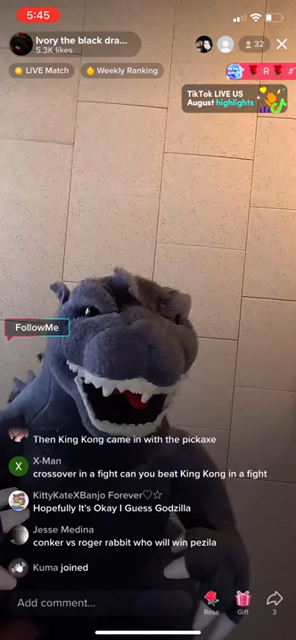 5:45
Ivory the black dra...
5.3K likes
32
LIVE Match
Weekly Ranking
R
TikTok LIVE US
August highlights
FollowMe
Then King Kong came in with the pickaxe
X
X-Man
crossover in a fight can you beat King Kong in a fight
KittyKateXBanjo Forever♡☆
Hopefully It's Okay I Guess Godzilla
Jesse Medina
conker vs roger rabbit who will win pezila
Kuma joined
Add comment...
Rose
Gift
3